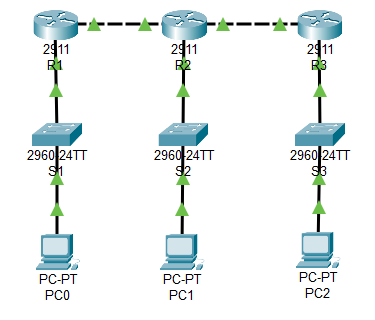 2911
R1
2911
R2
2911
R3
2960-24TT
S1
2960-24TT
S2
2960-24TT
S3
PC-PT
PC0
PC-PT
PC1
PC-PT
PC2